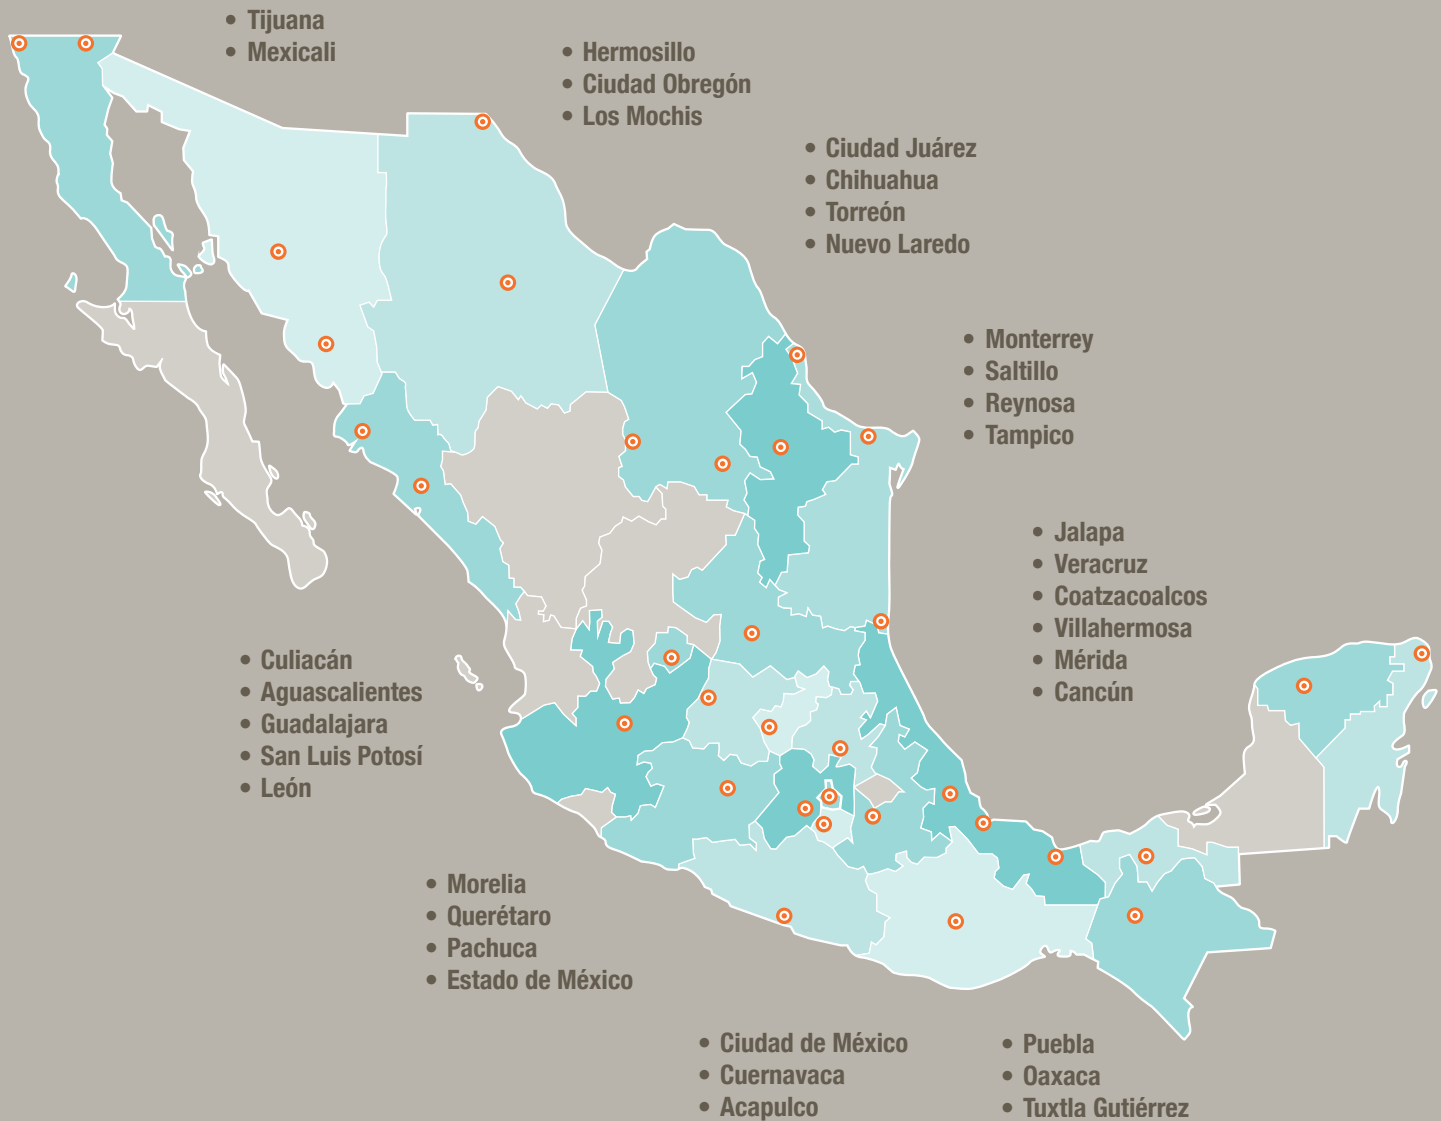 • Tijuana
• Mexicali
• Hermosillo
• Ciudad Obregón
• Los Mochis
• Ciudad Juárez
• Chihuahua
• Torreón
• Nuevo Laredo
• Monterrey
• Saltillo
• Reynosa
• Tampico
• Jalapa
• Veracruz
• Coatzacoalcos
• Villahermosa
• Mérida
• Cancún
• Culiacán
• Aguascalientes
• Guadalajara
• San Luis Potosí
• León
• Morelia
• Querétaro
• Pachuca
• Estado de México
• Ciudad de México
• Cuernavaca
• Acapulco
• Puebla
• Oaxaca
• Tuxtla Gutiérrez